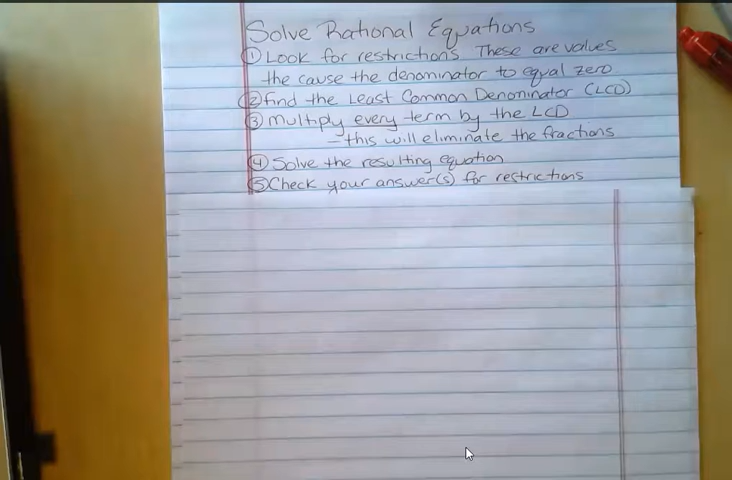 Solve Rational Equations
① Look for restrictions. These are values
the cause the denominator to equal zero.
② Find the Least Common Denominator (LCD)
③ Multiply every term by the LCD
- this will eliminate the fractions
④ Solve the resulting equation
⑤ Check your answer(s) for restrictions